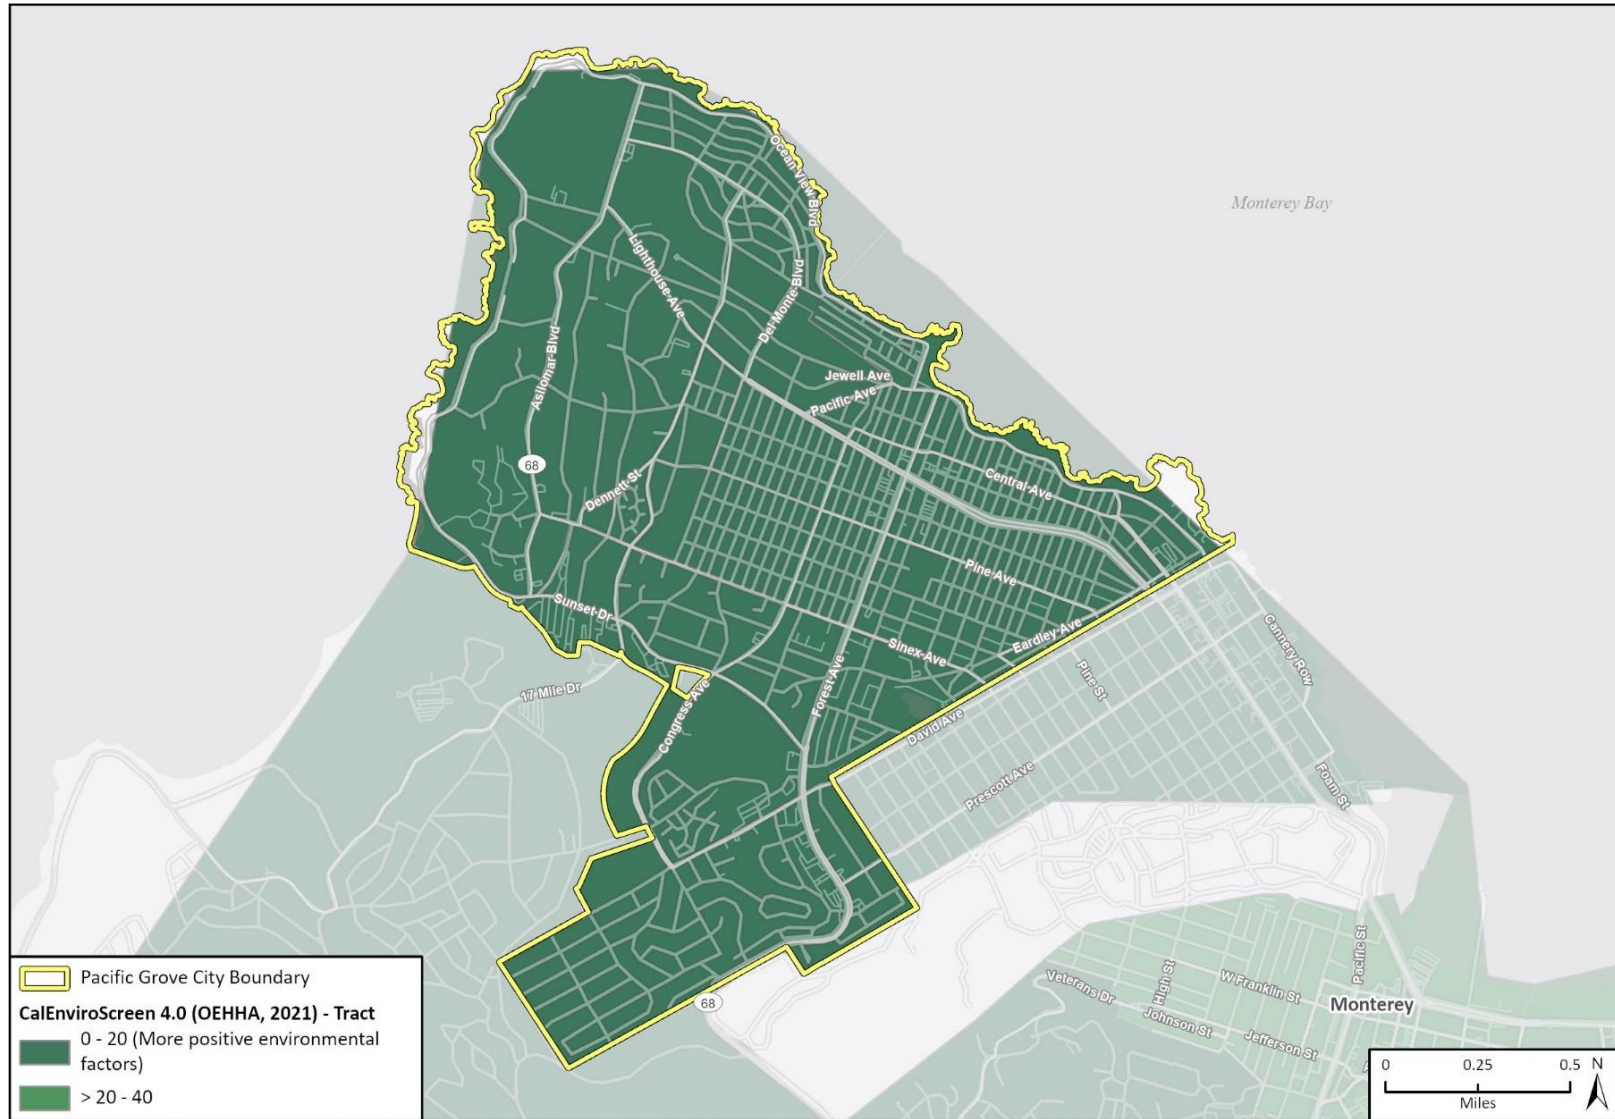 Monterey Bay
Ocean View Blvd
Lighthouse Ave
Del Monte Blvd
Asilomar Blvd
Jewell Ave
Pacific Ave
68
Dennett St
Central Ave
Pine Ave
Sunset Dr
Sinex Ave
Eardley Ave
Cannery Row
Pine St
17 Mile Dr
Congress Ave
Forest Ave
David Ave
Prescott Ave
Foam St
Pacific St
High St
W Franklin St
Veterans Dr
Monterey
Johnson St
Jefferson St
68
Pacific Grove City Boundary
CalEnviroScreen 4.0 (OEHHA, 2021) - Tract
0 - 20 (More positive environmental
factors)
> 20 - 40
0 0.25 0.5 N
Miles